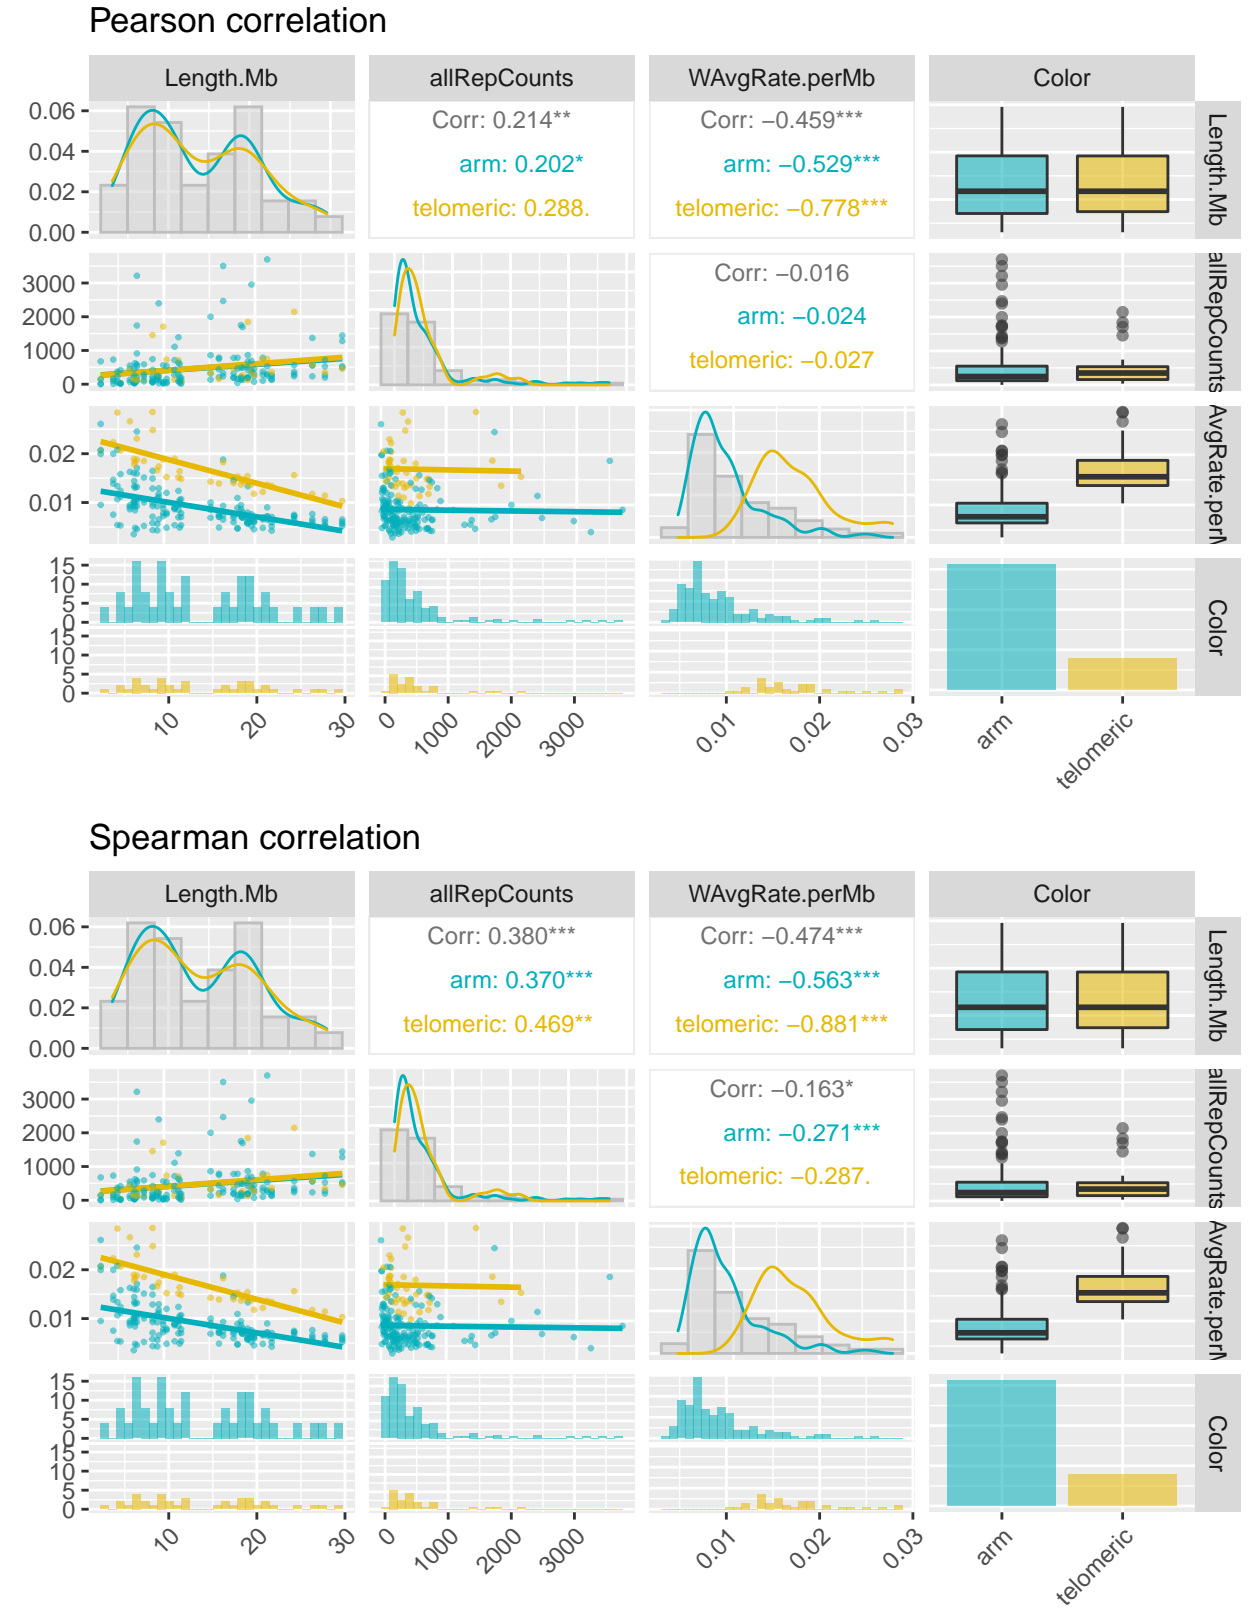 Pearson correlation
Length.Mb allRepCounts WAvgRate.perMb Color
0.06
0.04
0.02
0.00
Corr: 0.214**
arm: 0.202*
telomeric: 0.288.
Corr: −0.459***
arm: −0.529***
telomeric: −0.778***
Length.Mb
3000
2000
1000
0
Corr: −0.016
arm: −0.024
telomeric: −0.027
allRepCounts
0.02
0.01
AvgRate.per
15
10
5
0
15
10
5
0
Color
10 20 30
0 1000 2000 3000
0.01 0.02 0.03
arm telomeric
Spearman correlation
Length.Mb allRepCounts WAvgRate.perMb Color
0.06
0.04
0.02
0.00
Corr: 0.380***
arm: 0.370***
telomeric: 0.469**
Corr: −0.474***
arm: −0.563***
telomeric: −0.881***
Length.Mb
3000
2000
1000
0
Corr: −0.163*
arm: −0.271***
telomeric: −0.287.
allRepCounts
0.02
0.01
AvgRate.per
15
10
5
0
15
10
5
0
Color
10 20 30
0 1000 2000 3000
0.01 0.02 0.03
arm telomeric